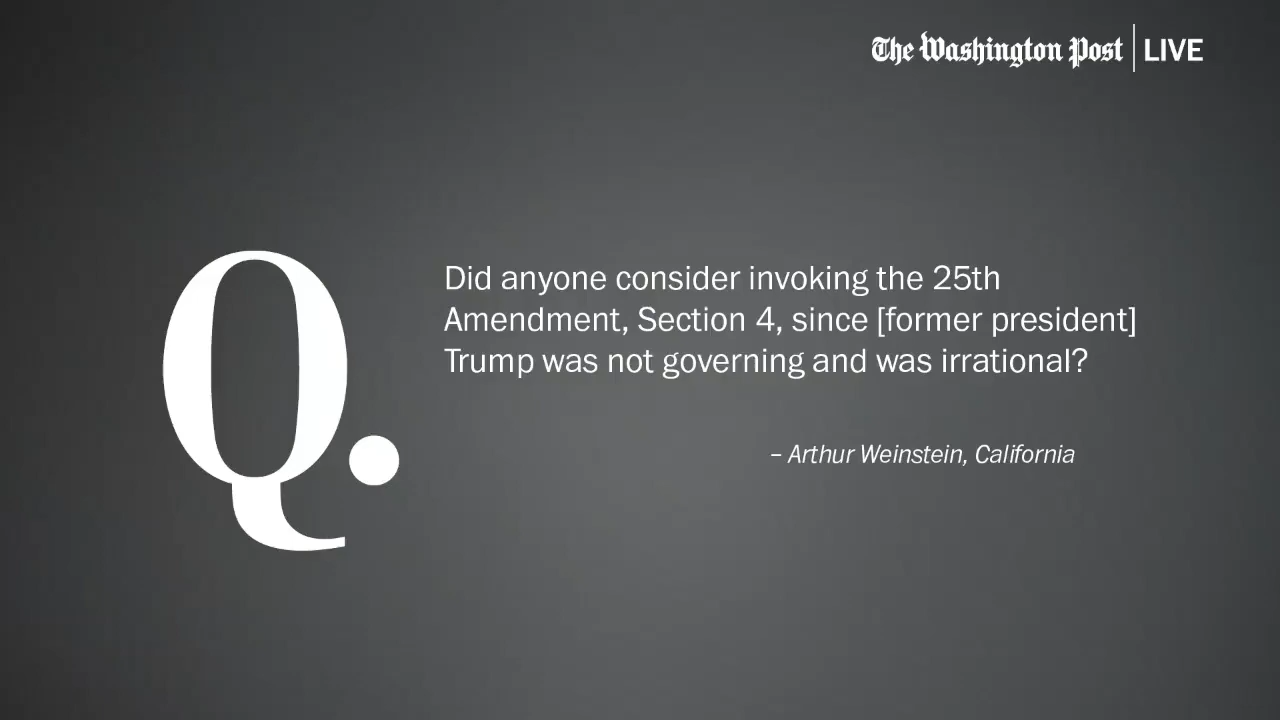 The Washington Post | LIVE
Q.
Did anyone consider invoking the 25th
Amendment, Section 4, since [former president]
Trump was not governing and was irrational?
– Arthur Weinstein, California